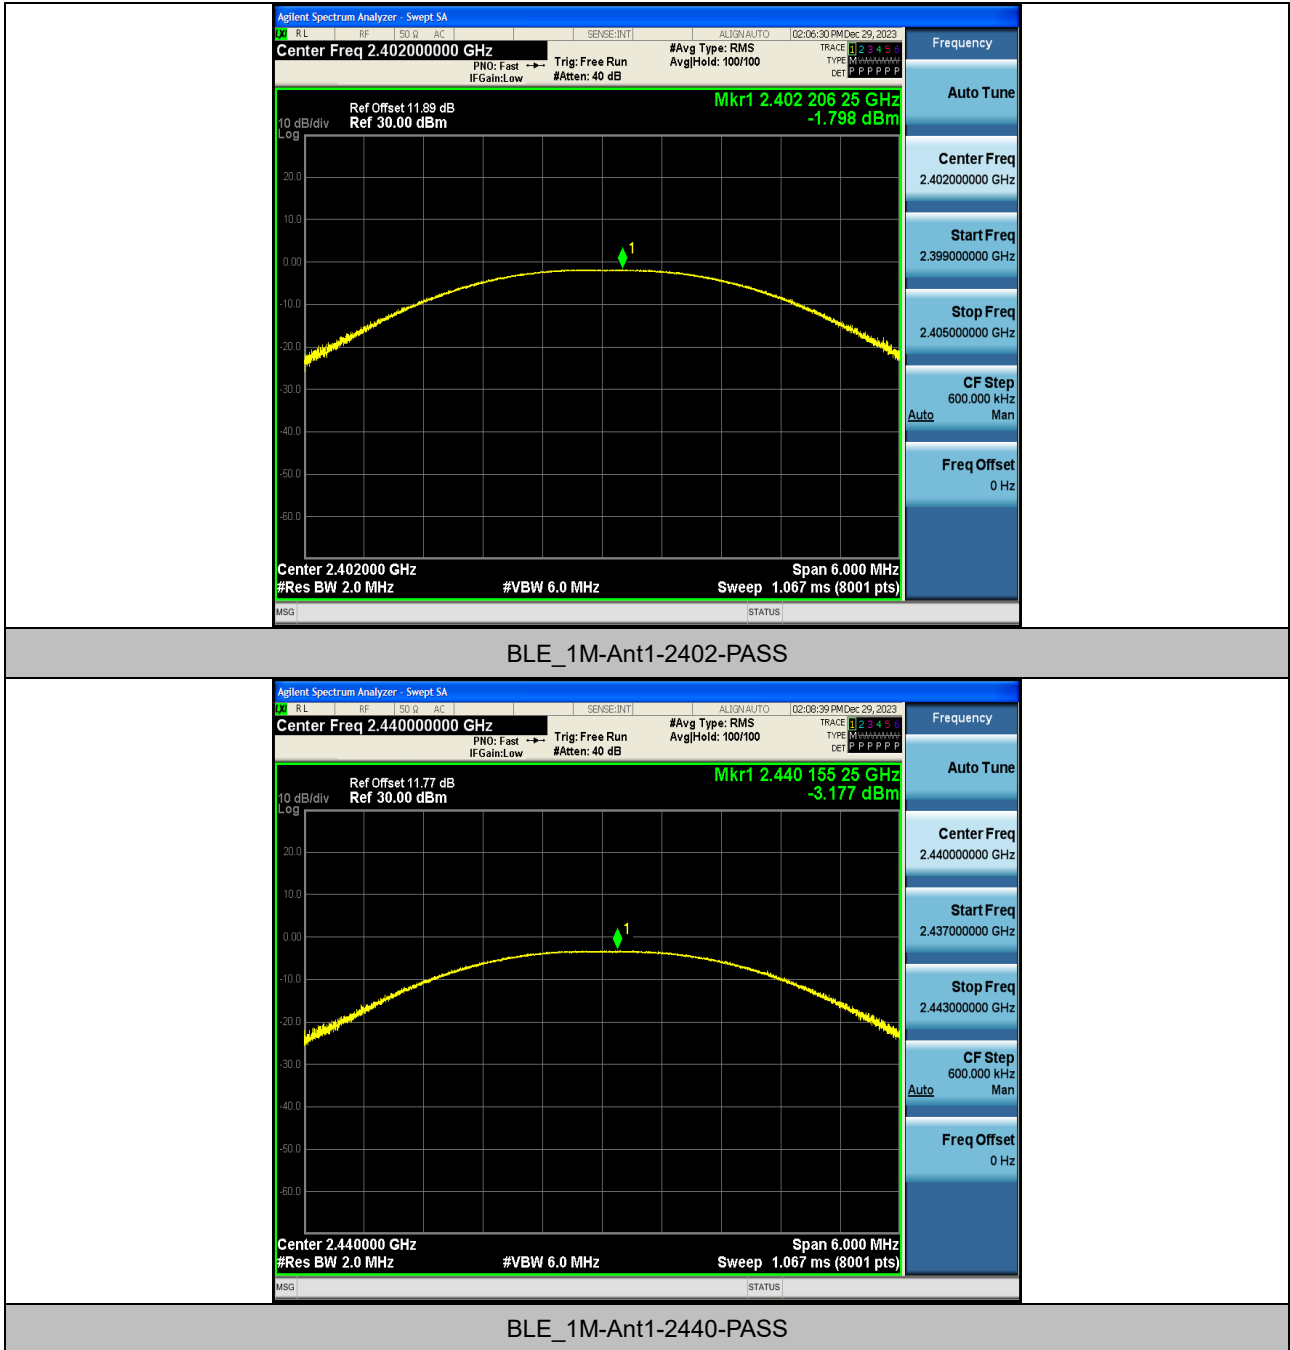 Agilent Spectrum Analyzer - Swept SA
RL RF 50 Ω AC SENSE:INT ALIGN AUTO 02:06:30 PM Dec 29, 2023
Center Freq 2.402000000 GHz
PNO: Fast
IFGain:Low
Trig: Free Run
#Atten: 40 dB
#Avg Type: RMS
Avg|Hold: 100/100
TRACE 1 2 3 4 5 6
TYPE M
DET P P P P P P
Mkr1 2.402 206 25 GHz
-1.798 dBm
Ref Offset 11.89 dB
10 dB/div Ref 30.00 dBm
Log
20.0
10.0
0.00
-10.0
-20.0
-30.0
-40.0
-50.0
-60.0
1
Center 2.402000 GHz Span 6.000 MHz
#Res BW 2.0 MHz #VBW 6.0 MHz Sweep 1.067 ms (8001 pts)
MSG STATUS
Frequency
Auto Tune
Center Freq
2.402000000 GHz
Start Freq
2.399000000 GHz
Stop Freq
2.405000000 GHz
CF Step
600.000 kHz
Auto Man
Freq Offset
0 Hz
BLE_1M-Ant1-2402-PASS
Agilent Spectrum Analyzer - Swept SA
RL RF 50 Ω AC SENSE:INT ALIGN AUTO 02:08:39 PM Dec 29, 2023
Center Freq 2.440000000 GHz
PNO: Fast
IFGain:Low
Trig: Free Run
#Atten: 40 dB
#Avg Type: RMS
Avg|Hold: 100/100
TRACE 1 2 3 4 5 6
TYPE M
DET P P P P P P
Mkr1 2.440 155 25 GHz
-3.177 dBm
Ref Offset 11.77 dB
10 dB/div Ref 30.00 dBm
Log
20.0
10.0
0.00
-10.0
-20.0
-30.0
-40.0
-50.0
-60.0
1
Center 2.440000 GHz Span 6.000 MHz
#Res BW 2.0 MHz #VBW 6.0 MHz Sweep 1.067 ms (8001 pts)
MSG STATUS
Frequency
Auto Tune
Center Freq
2.440000000 GHz
Start Freq
2.437000000 GHz
Stop Freq
2.443000000 GHz
CF Step
600.000 kHz
Auto Man
Freq Offset
0 Hz
BLE_1M-Ant1-2440-PASS